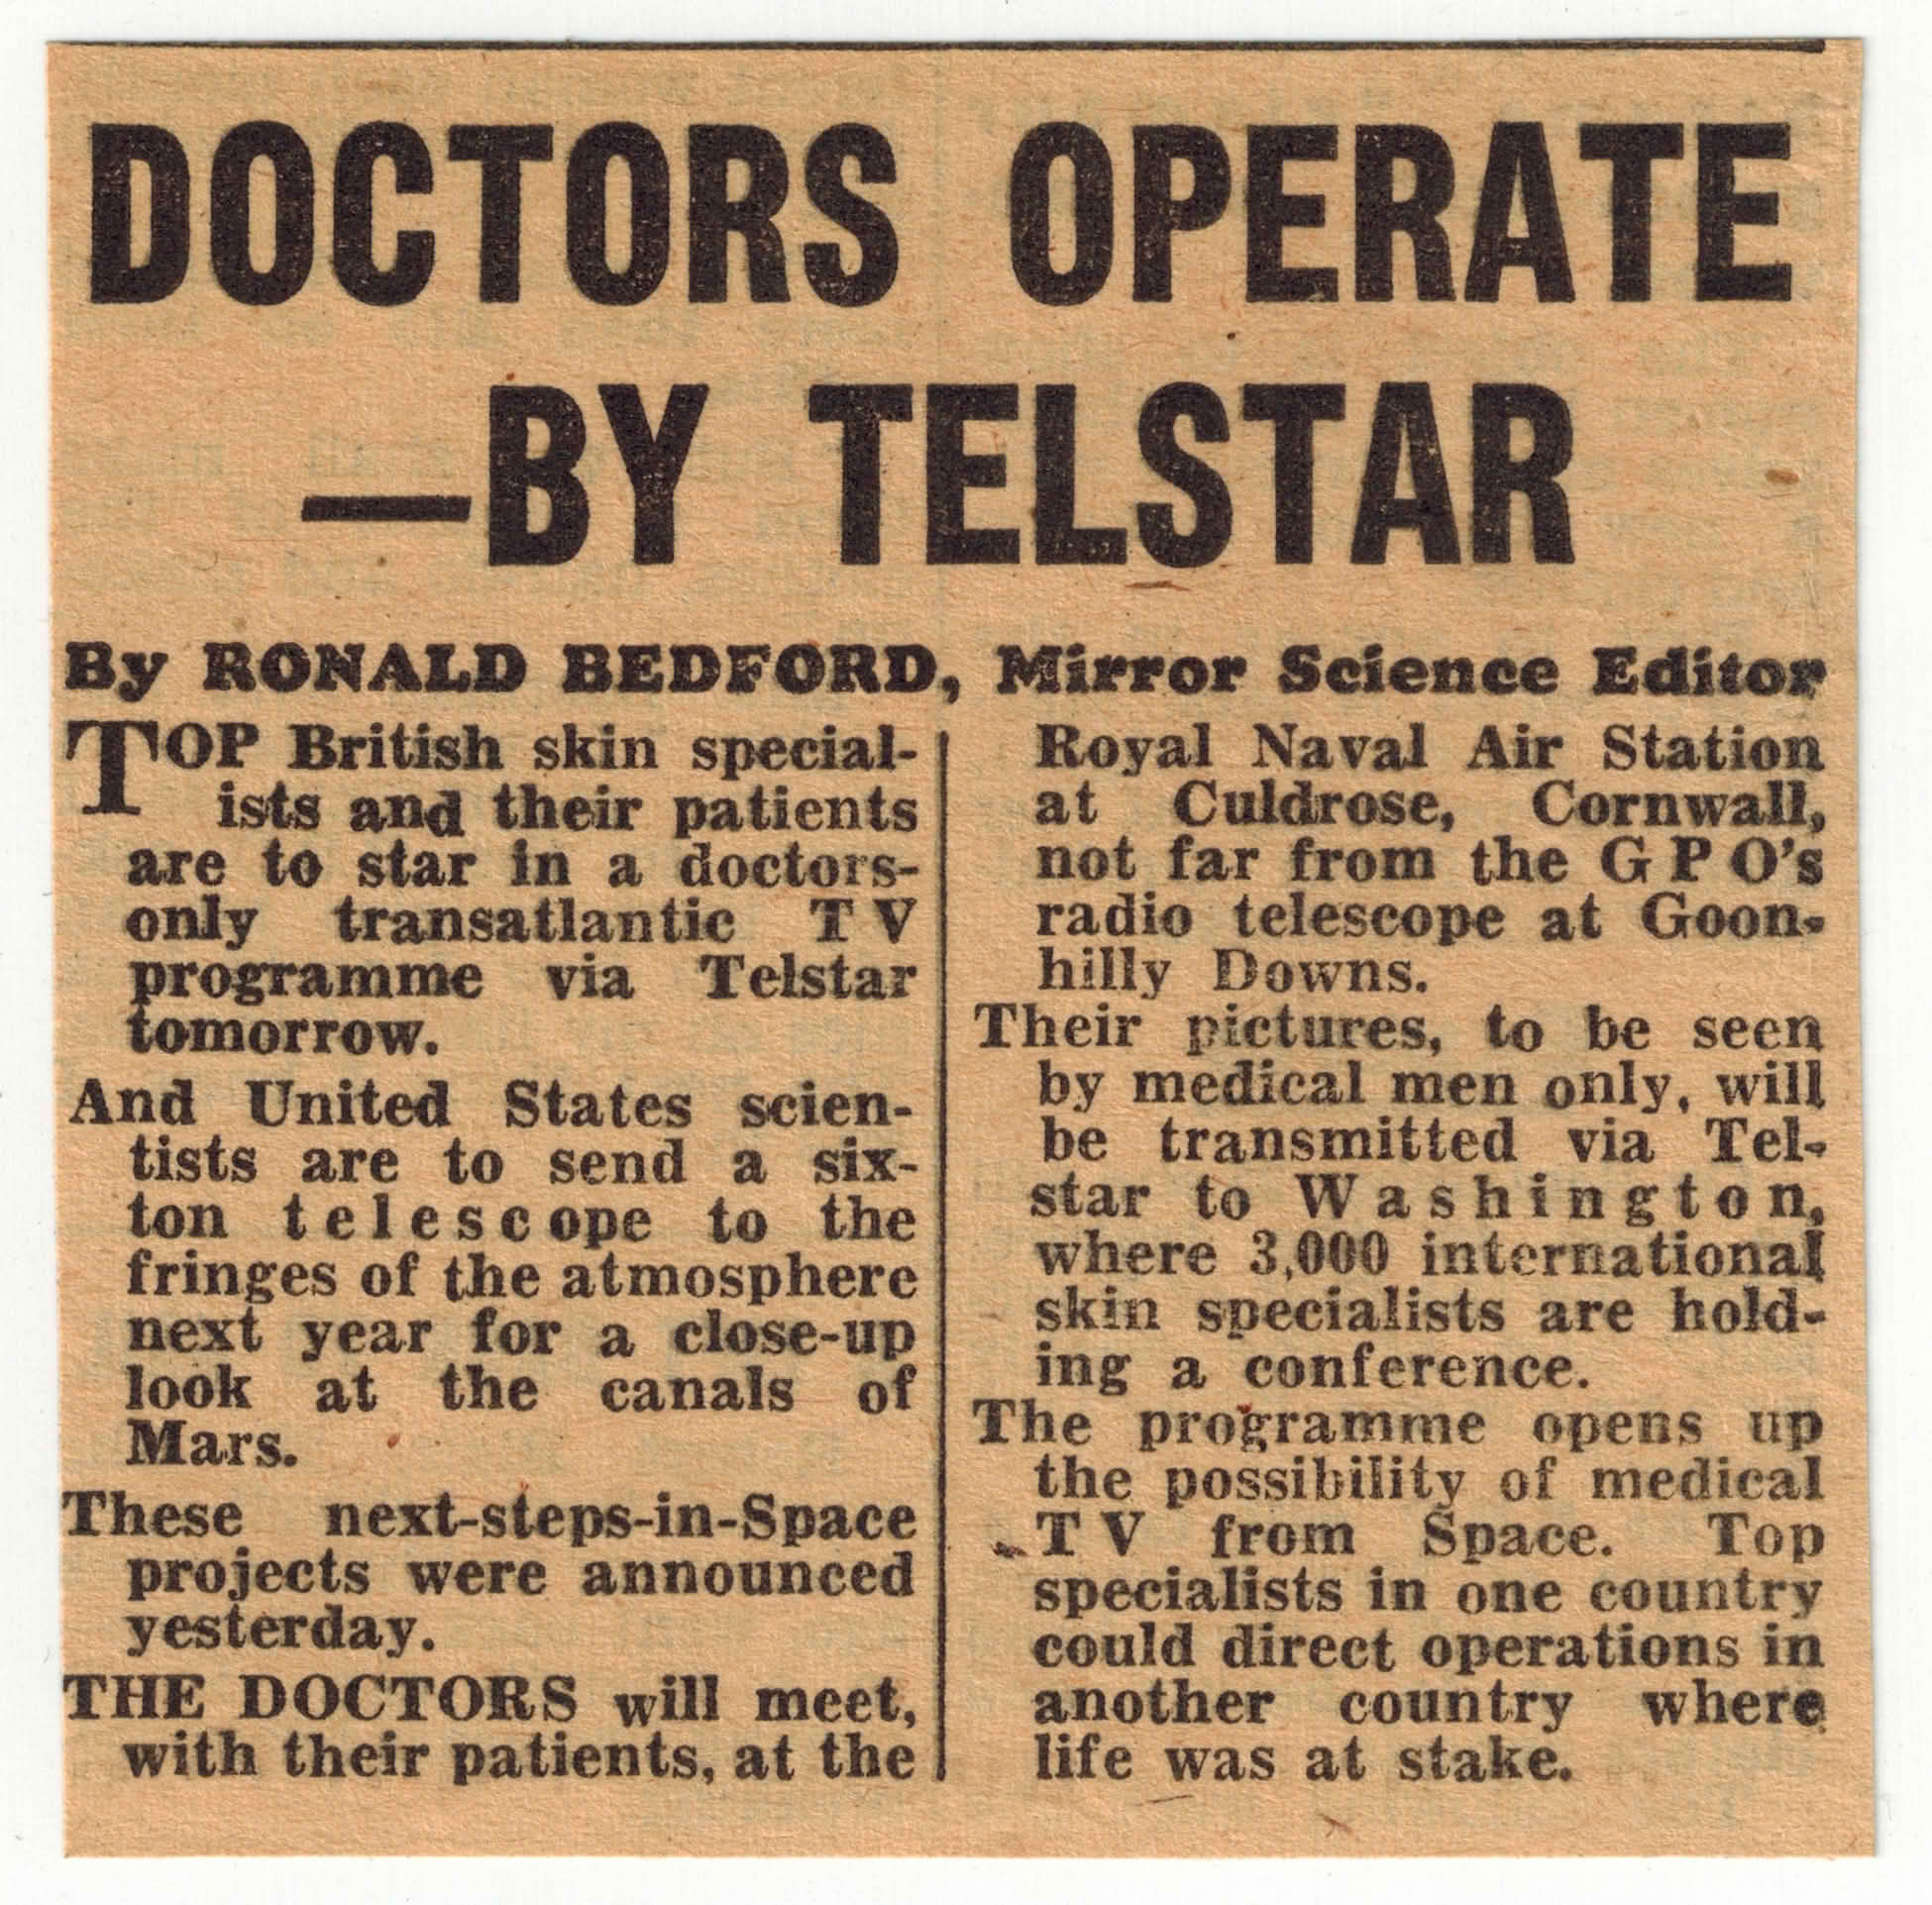 DOCTORS OPERATE
—BY TELSTAR
By RONALD BEDFORD, Mirror Science Editor
TOP British skin special-
ists and their patients
are to star in a doctors-
only transatlantic TV
programme via Telstar
tomorrow.
And United States scien-
tists are to send a six-
ton telescope to the
fringes of the atmosphere
next year for a close-up
look at the canals of
Mars.
These next-steps-in-Space
projects were announced
yesterday.
THE DOCTORS will meet,
with their patients, at the
Royal Naval Air Station
at Culdrose, Cornwall,
not far from the GPO's
radio telescope at Goon-
hilly Downs.
Their pictures, to be seen
by medical men only, will
be transmitted via Tel-
star to Washington,
where 3,000 international
skin specialists are hold-
ing a conference.
The programme opens up
the possibility of medical
TV from Space. Top
specialists in one country
could direct operations in
another country where
life was at stake.